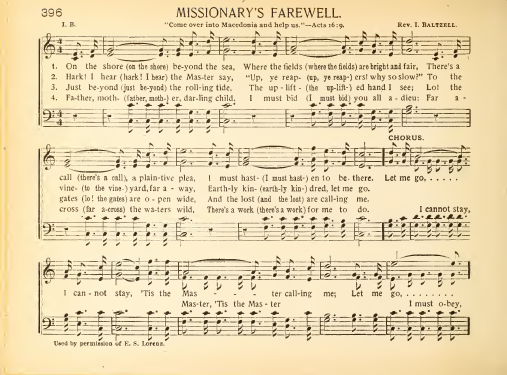 396
MISSIONARY'S FAREWELL.
I. B. "Come over into Macedonia and help us."—Acts 16:9. Rev. I. BALTZELL.
1. On the shore (on the shore) be-yond the sea, Where the fields (where the fields) are bright and fair, There's a
2. Hark! I hear (hark! I hear) the Mas-ter say, "Up, ye reap- (up, ye reap-) ers! why so slow?" To the
3. Just be-yond (just be-yond) the roll-ing tide, The up - lift - (the up-lift-) ed hand I see; Lo! the
4. Fa-ther, moth- (father, moth-) er, dar-ling child, I must bid (I must bid) you all a - dieu: Far a -
CHORUS.
call (there's a call), a plain-tive plea, I must hast- (I must hast-) en to be there. Let me go, . . . . . .
vine- (to the vine-) yard, far a - way, Earth-ly kin- (earth-ly kin-) dred, let me go.
gates (lo! the gates) are o - pen wide, And the lost (and the lost) are call-ing me.
cross (far a-cross) the wa-ters wild, There's a work (there's a work) for me to do. I cannot stay,
I can - not stay, 'Tis the Mas - - - ter call-ing me; Let me go, . . . . . . .
Mas-ter, 'Tis the Mas - ter I must o-bey,
Used by permission of E. S. Lorenz.